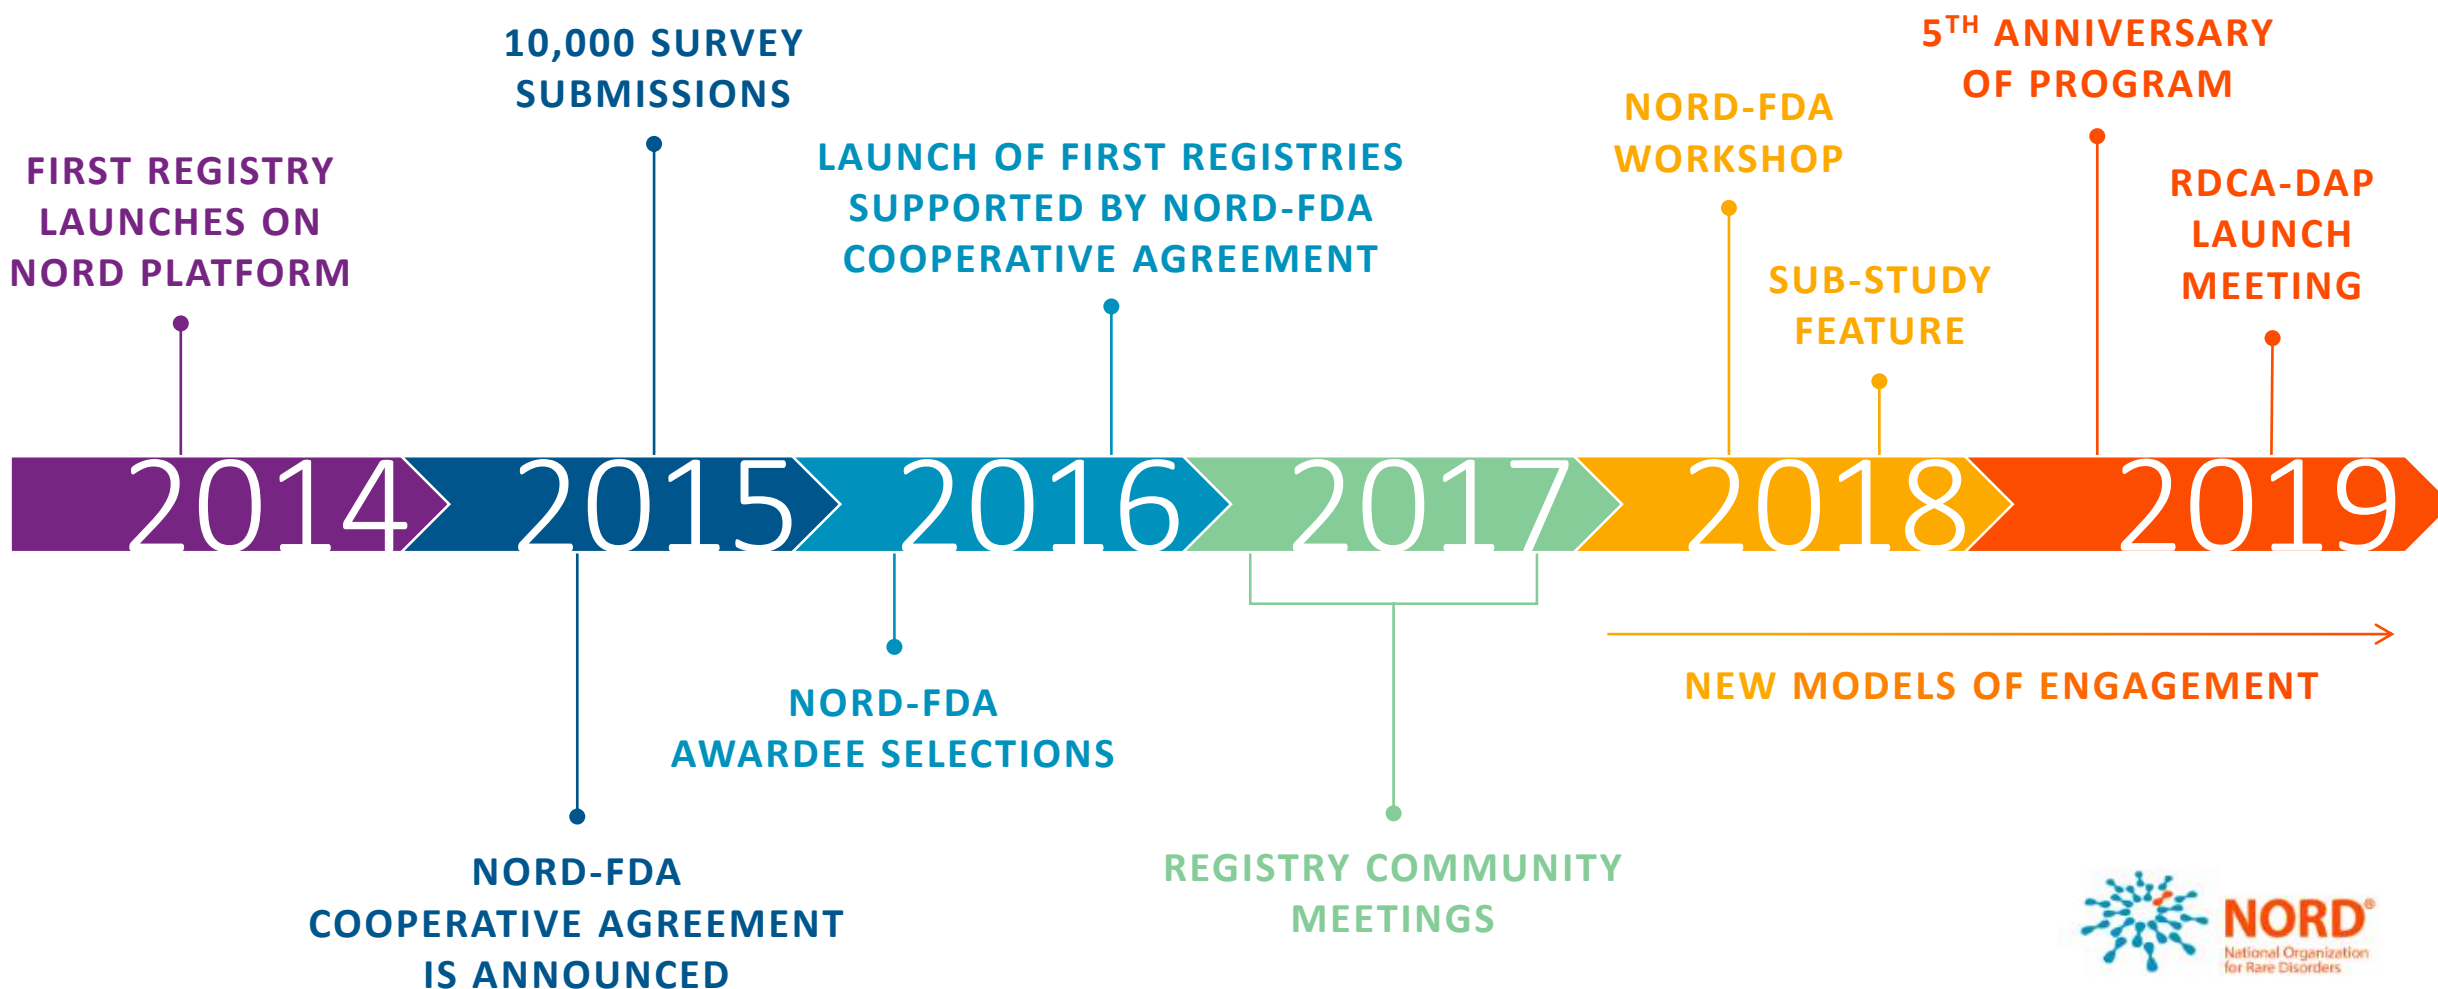 10,000 SURVEY
SUBMISSIONS
5TH ANNIVERSARY
OF PROGRAM
NORD-FDA
WORKSHOP
FIRST REGISTRY
LAUNCHES ON
NORD PLATFORM
LAUNCH OF FIRST REGISTRIES
SUPPORTED BY NORD-FDA
COOPERATIVE AGREEMENT
RDCA-DAP
LAUNCH
MEETING
SUB-STUDY
FEATURE
2014
2015
2016
2017
2018
2019
NEW MODELS OF ENGAGEMENT
NORD-FDA
AWARDEE SELECTIONS
NORD-FDA
COOPERATIVE AGREEMENT
IS ANNOUNCED
REGISTRY COMMUNITY
MEETINGS
NORD®
National Organization
for Rare Disorders